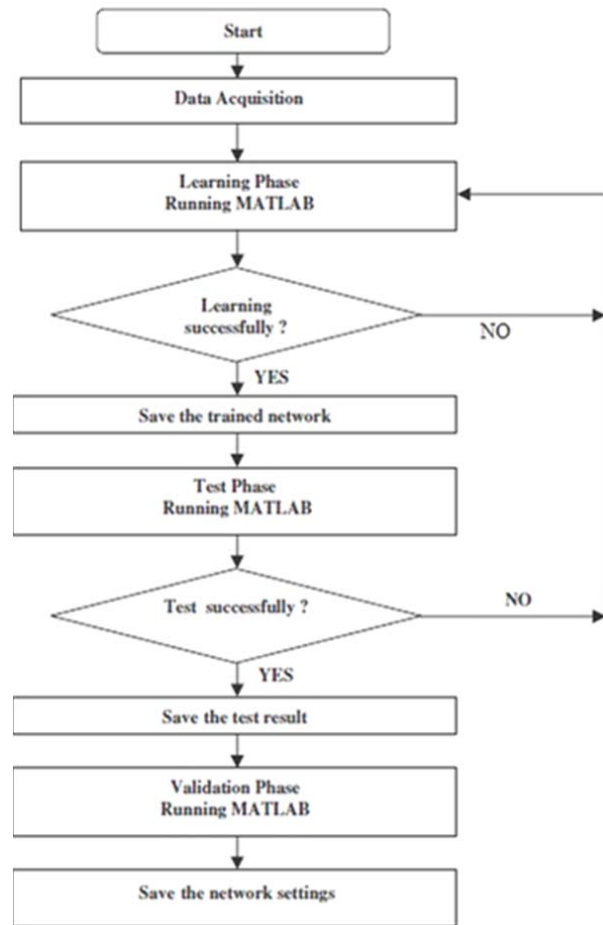 Start
Data Acquisition
Learning Phase
Running MATLAB
Learning
successfully ?
NO
YES
Save the trained network
Test Phase
Running MATLAB
Test successfully ?
NO
YES
Save the test result
Validation Phase
Running MATLAB
Save the network settings